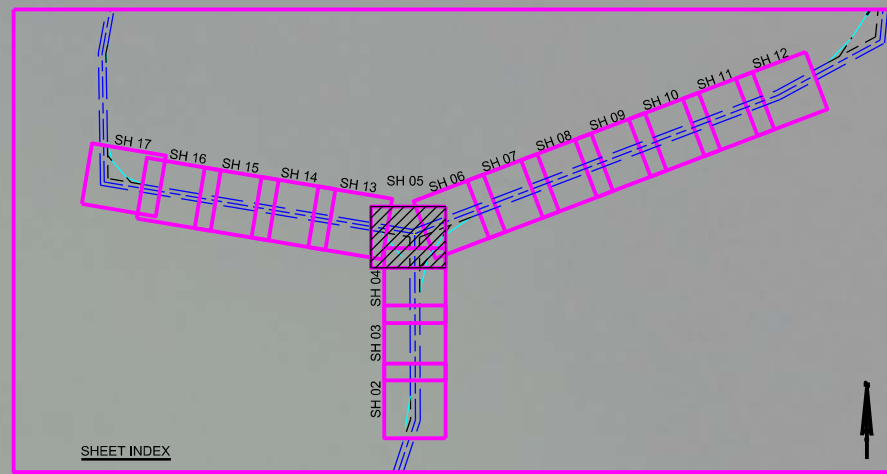 SH 12
SH 11
SH 10
SH 09
SH 08
SH 07
SH 06
SH 05
SH 17
SH 16
SH 15
SH 14
SH 13
SH 04
SH 03
SH 02
SHEET INDEX